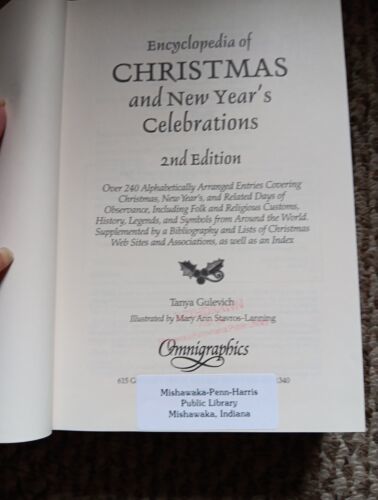 Encyclopedia of
CHRISTMAS
and New Year's
Celebrations
2nd Edition
Over 240 Alphabetically Arranged Entries Covering
Christmas, New Year's, and Related Days of
Observance, Including Folk and Religious Customs,
History, Legends, and Symbols from Around the World.
Supplemented by a Bibliography and Lists of Christmas
Web Sites and Associations, as well as an Index
Tanya Gulevich
Illustrated by Mary Ann Stavros-Lanning
Omnigraphics
615 G
Mishawaka-Penn-Harris
Public Library
Mishawaka, Indiana